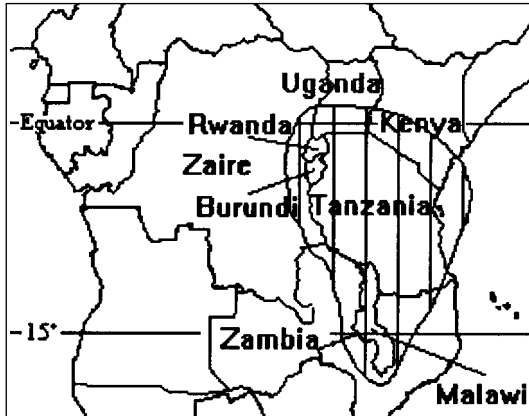 Uganda
Equator
Rwanda
Kenya
Zaire
Burundi
Tanzania
-15°
Zambia
Malawi